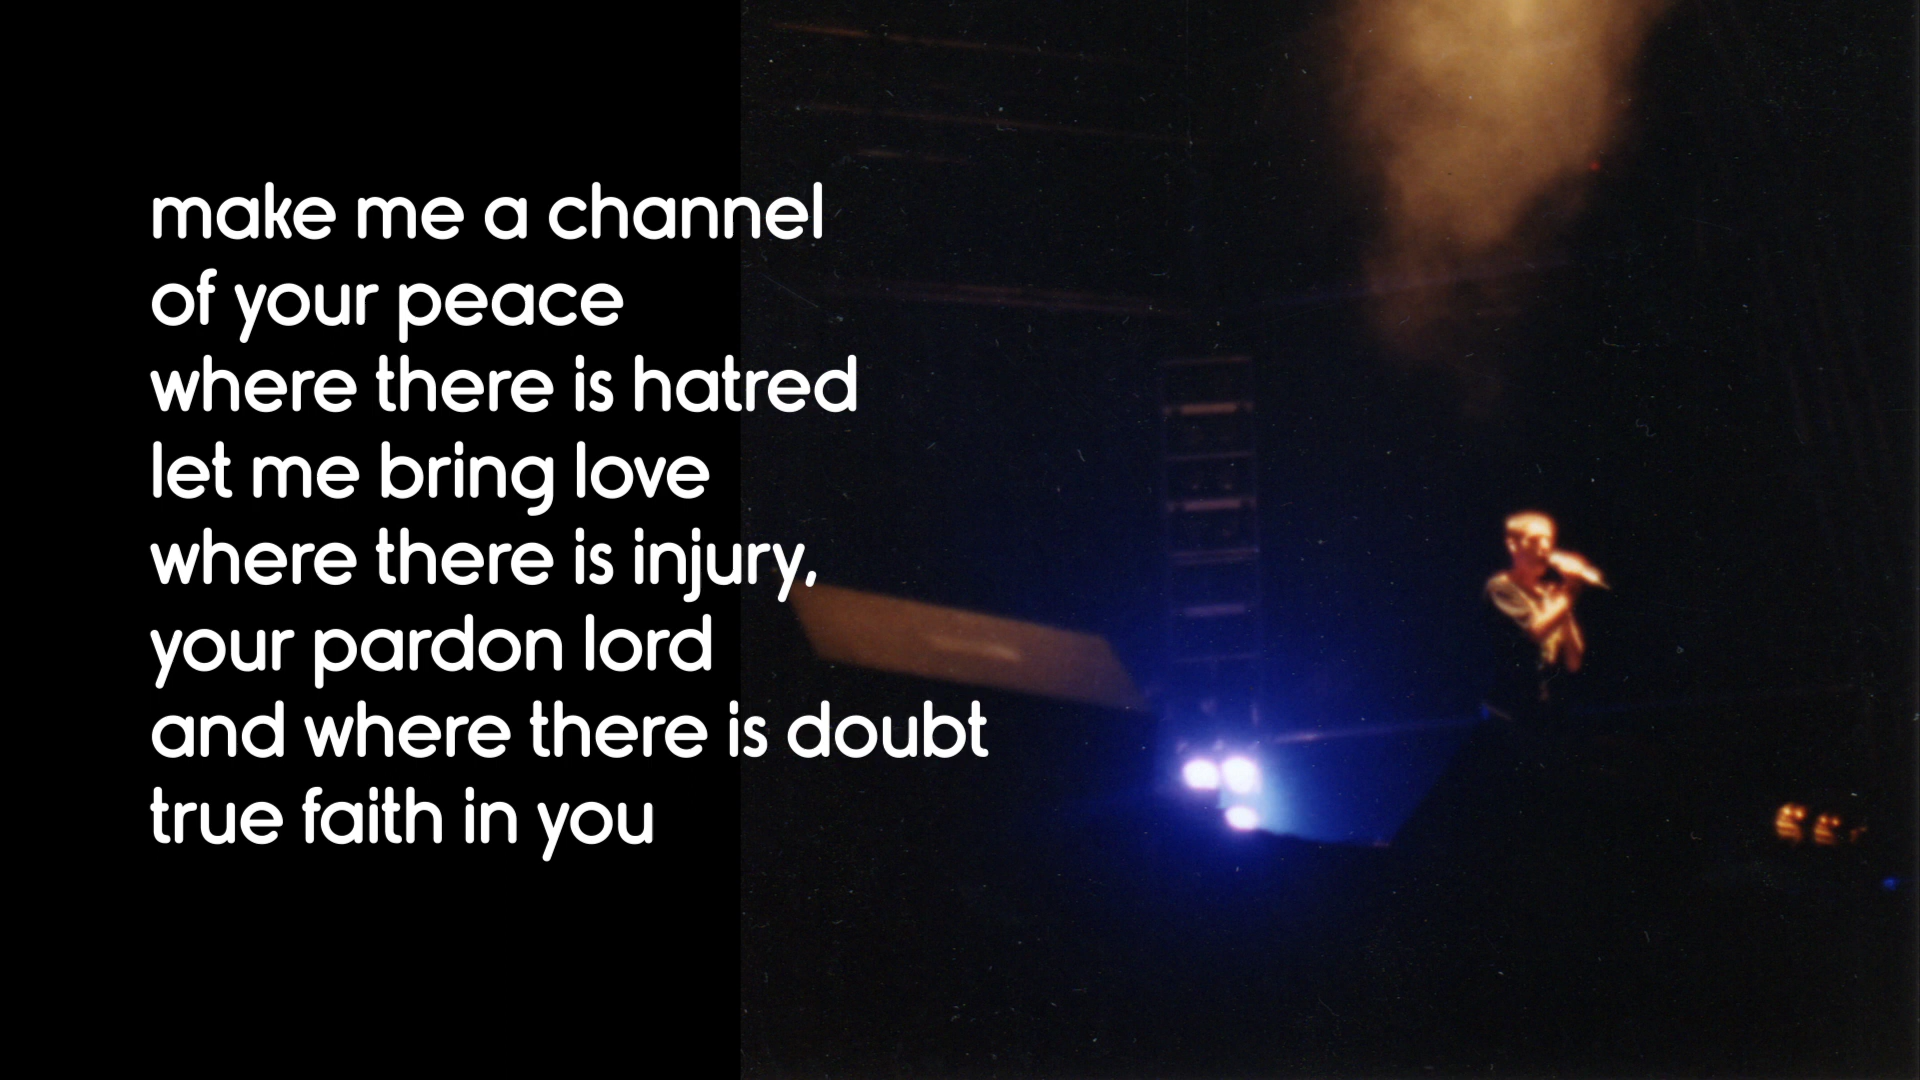 make me a channel
of your peace
where there is hatred
let me bring love
where there is injury,
your pardon lord
and where there is doubt
true faith in you